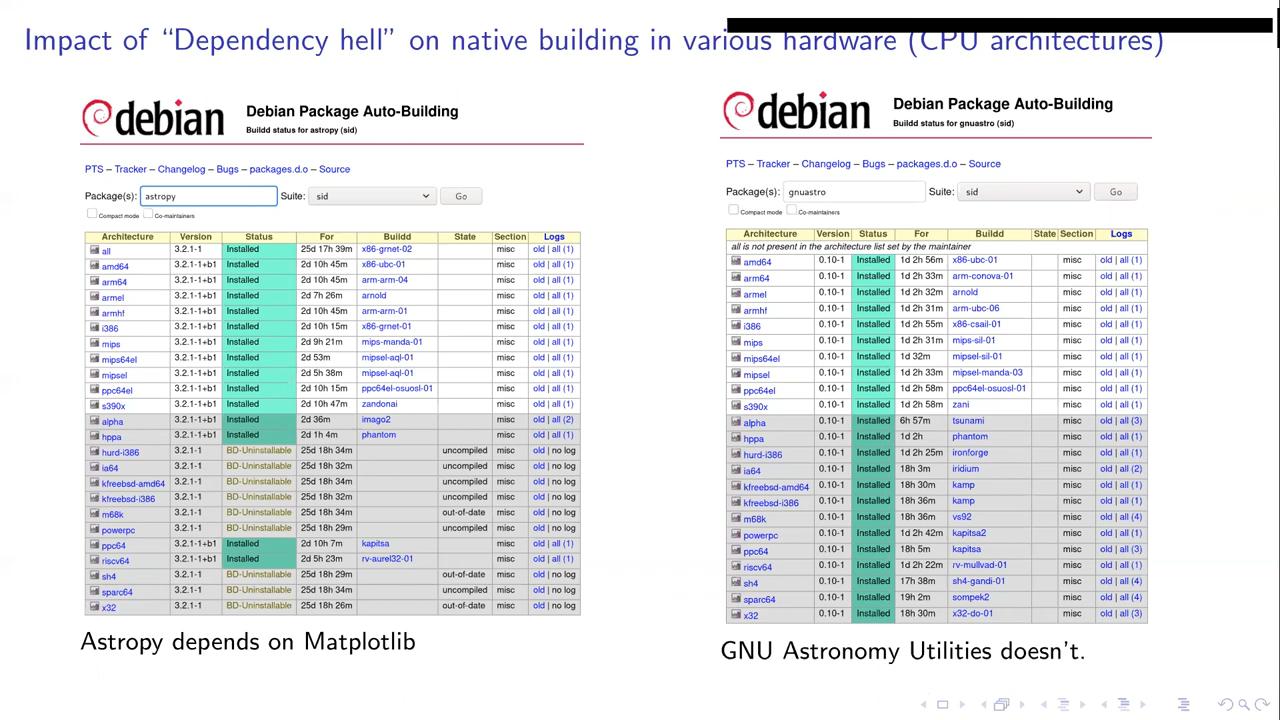 Impact of “Dependency hell” on native building in various hardware (CPU architectures)
debian
Debian Package Auto-Building
Buildd status for astropy (sid)
PTS – Tracker – Changelog – Bugs – packages.d.o – Source
Package(s): astropy Suite: sid Go
Compact mode Co-maintainers
Architecture Version Status For Buildd State Section Logs
all 3.2.1-1 Installed 25d 17h 39m x86-grnet-02 misc old | all (1)
amd64 3.2.1-1+b1 Installed 2d 10h 45m x86-ubc-01 misc old | all (1)
arm64 3.2.1-1+b1 Installed 2d 10h 45m arm-arm-04 misc old | all (1)
armel 3.2.1-1+b1 Installed 2d 7h 26m arnold misc old | all (1)
armhf 3.2.1-1+b1 Installed 2d 10h 45m arm-arm-01 misc old | all (1)
i386 3.2.1-1+b1 Installed 2d 10h 15m x86-grnet-01 misc old | all (1)
mips 3.2.1-1+b1 Installed 2d 9h 21m mips-manda-01 misc old | all (1)
mips64el 3.2.1-1+b1 Installed 2d 53m mipsel-aql-01 misc old | all (1)
mipsel 3.2.1-1+b1 Installed 2d 5h 38m mipsel-aql-01 misc old | all (1)
ppc64el 3.2.1-1+b1 Installed 2d 10h 15m ppc64el-osuosl-01 misc old | all (1)
s390x 3.2.1-1+b1 Installed 2d 10h 47m zandonai misc old | all (1)
alpha 3.2.1-1+b1 Installed 2d 36m imago2 misc old | all (2)
hppa 3.2.1-1+b1 Installed 2d 1h 4m phantom misc old | all (1)
hurd-i386 3.2.1-1 BD-Uninstallable 25d 18h 34m uncompiled misc old | no log
ia64 3.2.1-1 BD-Uninstallable 25d 18h 32m uncompiled misc old | no log
kfreebsd-amd64 3.2.1-1 BD-Uninstallable 25d 18h 34m uncompiled misc old | no log
kfreebsd-i386 3.2.1-1 BD-Uninstallable 25d 18h 32m uncompiled misc old | no log
m68k 3.2.1-1 BD-Uninstallable 25d 18h 34m out-of-date misc old | no log
powerpc 3.2.1-1 BD-Uninstallable 25d 18h 29m uncompiled misc old | no log
ppc64 3.2.1-1+b1 Installed 2d 10h 7m kapitsa misc old | all (1)
riscv64 3.2.1-1+b1 Installed 2d 5h 23m rv-aurel32-01 misc old | all (1)
sh4 3.2.1-1 BD-Uninstallable 25d 18h 29m out-of-date misc old | no log
sparc64 3.2.1-1 BD-Uninstallable 25d 18h 34m uncompiled misc old | no log
x32 3.2.1-1 BD-Uninstallable 25d 18h 26m out-of-date misc old | no log
Astropy depends on Matplotlib
debian
Debian Package Auto-Building
Buildd status for gnuastro (sid)
PTS – Tracker – Changelog – Bugs – packages.d.o – Source
Package(s): gnuastro Suite: sid Go
Compact mode Co-maintainers
Architecture Version Status For Buildd State Section Logs
all is not present in the architecture list set by the maintainer
amd64 0.10-1 Installed 1d 2h 56m x86-ubc-01 misc old | all (1)
arm64 0.10-1 Installed 1d 2h 33m arm-conova-01 misc old | all (1)
armel 0.10-1 Installed 1d 2h 32m arnold misc old | all (1)
armhf 0.10-1 Installed 1d 2h 31m arm-ubc-06 misc old | all (1)
i386 0.10-1 Installed 1d 2h 55m x86-csail-01 misc old | all (1)
mips 0.10-1 Installed 1d 2h 31m mips-sil-01 misc old | all (1)
mips64el 0.10-1 Installed 1d 32m mipsel-sil-01 misc old | all (1)
mipsel 0.10-1 Installed 1d 2h 33m mipsel-manda-03 misc old | all (1)
ppc64el 0.10-1 Installed 1d 2h 58m ppc64el-osuosl-01 misc old | all (1)
s390x 0.10-1 Installed 1d 2h 58m zani misc old | all (1)
alpha 0.10-1 Installed 6h 57m tsunami misc old | all (3)
hppa 0.10-1 Installed 1d 2h phantom misc old | all (1)
hurd-i386 0.10-1 Installed 1d 2h 25m ironforge misc old | all (1)
ia64 0.10-1 Installed 18h 3m iridium misc old | all (2)
kfreebsd-amd64 0.10-1 Installed 18h 30m kamp misc old | all (1)
kfreebsd-i386 0.10-1 Installed 18h 36m kamp misc old | all (1)
m68k 0.10-1 Installed 18h 36m vs92 misc old | all (4)
powerpc 0.10-1 Installed 1d 2h 42m kapitsa2 misc old | all (1)
ppc64 0.10-1 Installed 18h 5m kapitsa misc old | all (3)
riscv64 0.10-1 Installed 1d 2h 22m rv-mullvad-01 misc old | all (1)
sh4 0.10-1 Installed 17h 38m sh4-gandi-01 misc old | all (4)
sparc64 0.10-1 Installed 19h 2m sompek2 misc old | all (4)
x32 0.10-1 Installed 18h 30m x32-do-01 misc old | all (3)
GNU Astronomy Utilities doesn't.